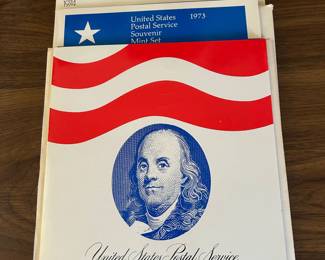 United States
Postal Service
Souvenir
Mint Set
1973
United States Postal Service